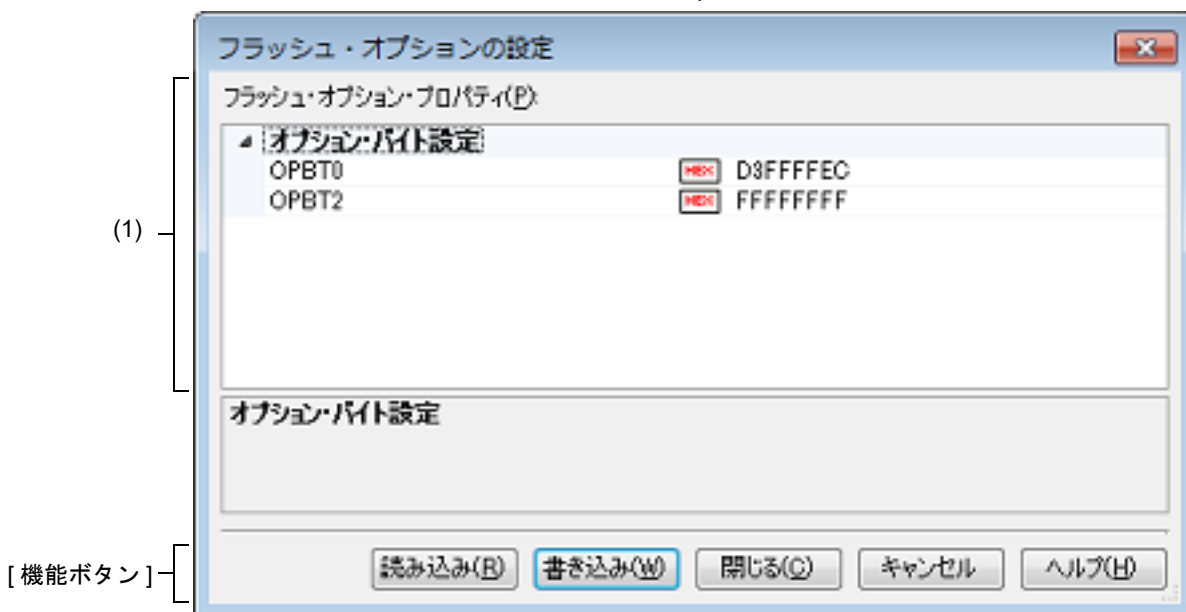 フラッシュ・オプションの設定
フラッシュ・オプション・プロパティ(P):
(1)
オプション・バイト設定
OPBT0 HEX D3FFFFEC
OPBT2 HEX FFFFFFFF
オプション・バイト設定
[ 機能ボタン ]
読み込み(R) 書き込み(W) 閉じる(C) キャンセル ヘルプ(H)